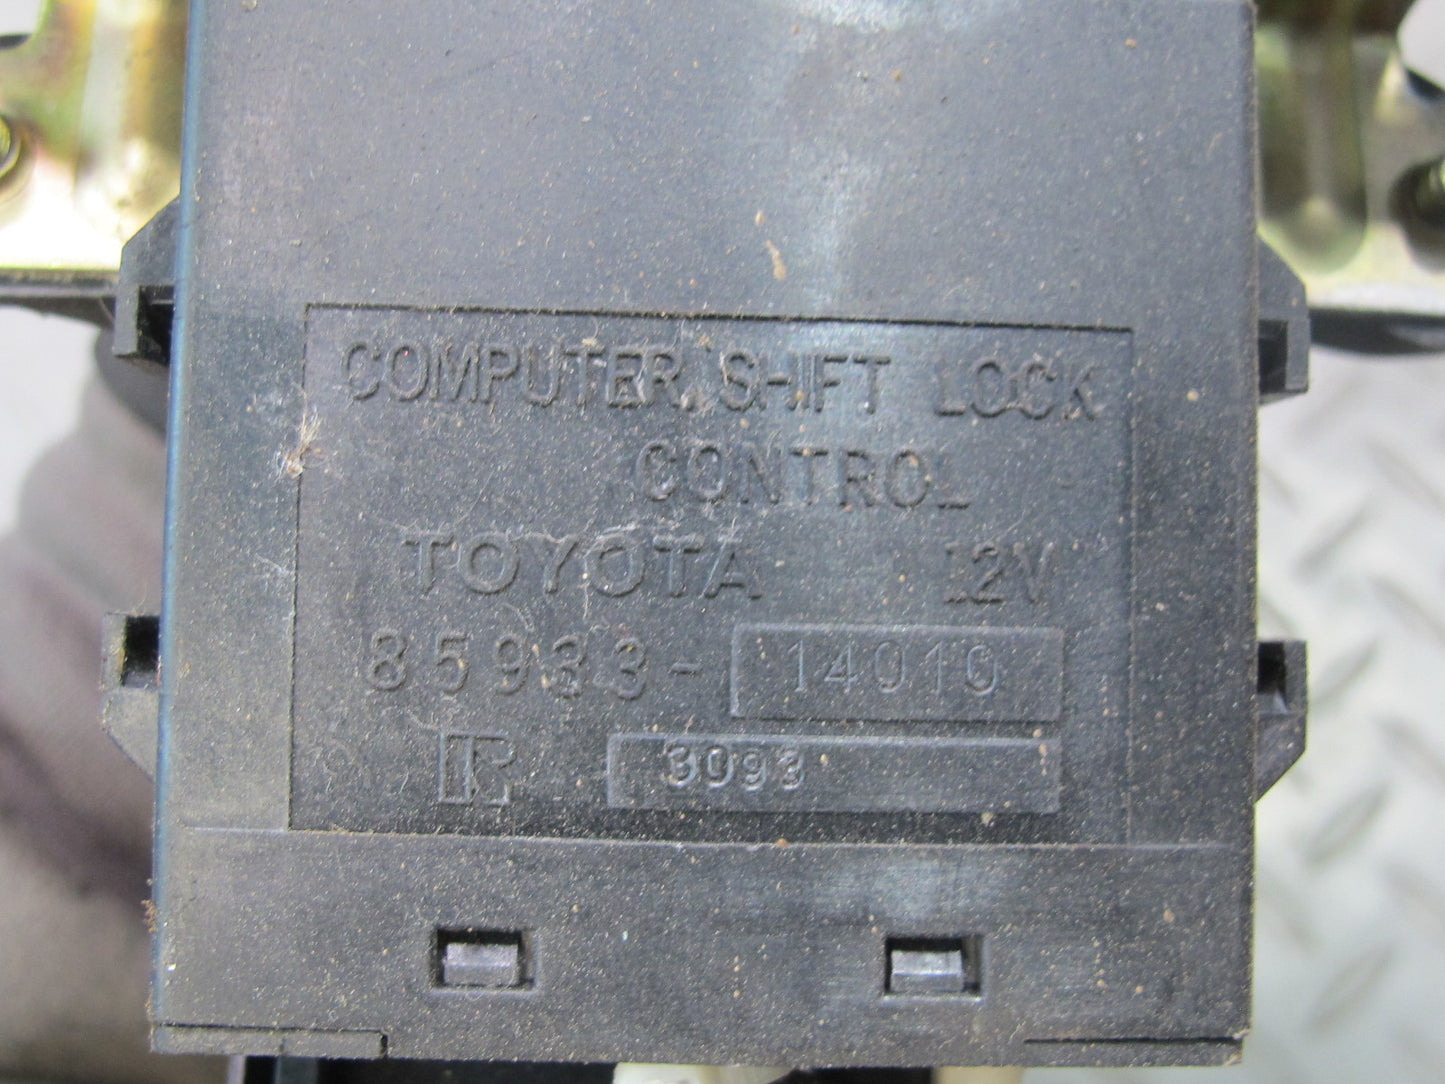 COMPUTER, SHIFT LOCK
CONTROL
TOYOTA 12V
85933-14010
3093